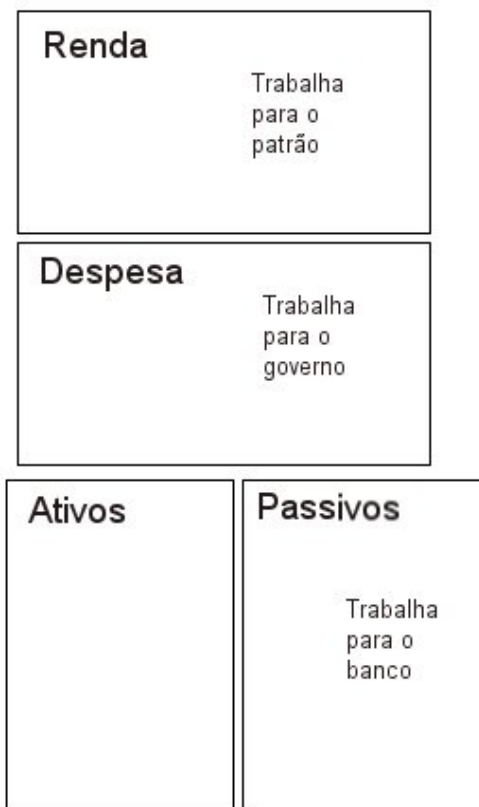 Renda
Trabalha
para o
patrão
Despesa
Trabalha
para o
governo
Ativos
Passivos
Trabalha
para o
banco